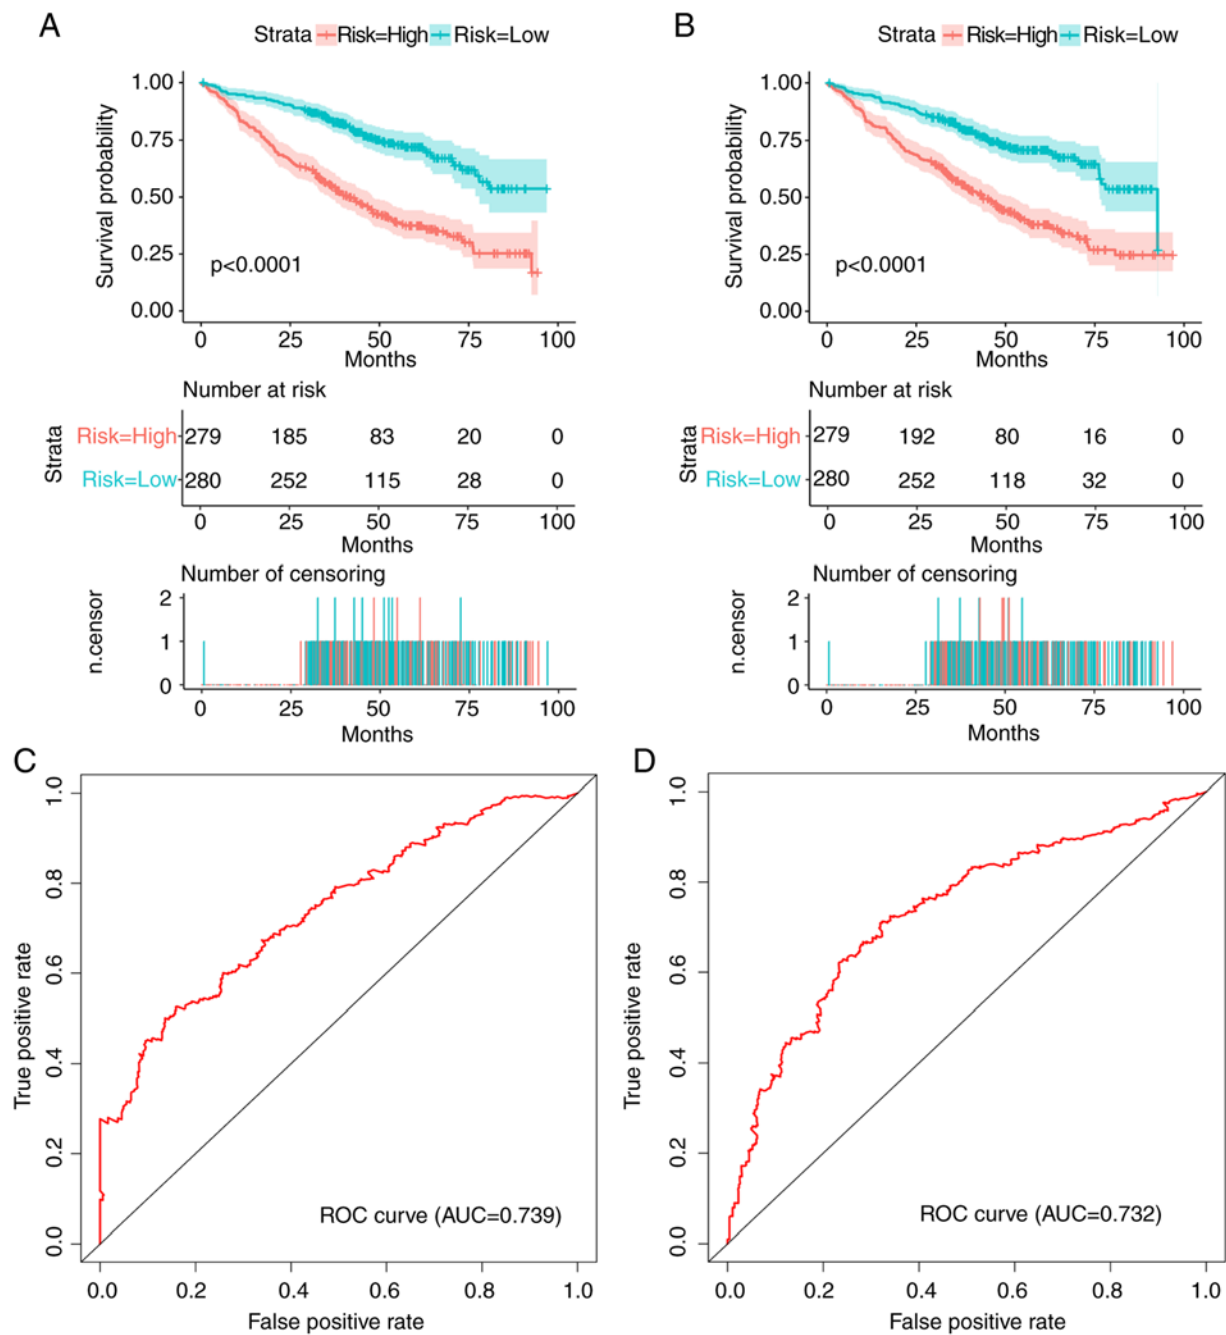 A
Strata Risk=High Risk=Low
Survival probability
1.00
0.75
0.50
0.25
0.00
p<0.0001
0 25 50 75 100
Months
Number at risk
Strata
Risk=High 279 185 83 20 0
Risk=Low 280 252 115 28 0
0 25 50 75 100
Months
Number of censoring
n.censor
2
1
0
0 25 50 75 100
Months
B
Strata Risk=High Risk=Low
Survival probability
1.00
0.75
0.50
0.25
0.00
p<0.0001
0 25 50 75 100
Months
Number at risk
Strata
Risk=High 279 192 80 16 0
Risk=Low 280 252 118 32 0
0 25 50 75 100
Months
Number of censoring
n.censor
2
1
0
0 25 50 75 100
Months
C
True positive rate
1.0
0.8
0.6
0.4
0.2
0.0
ROC curve (AUC=0.739)
0.0 0.2 0.4 0.6 0.8 1.0
False positive rate
D
True positive rate
1.0
0.8
0.6
0.4
0.2
0.0
ROC curve (AUC=0.732)
0.0 0.2 0.4 0.6 0.8 1.0
False positive rate